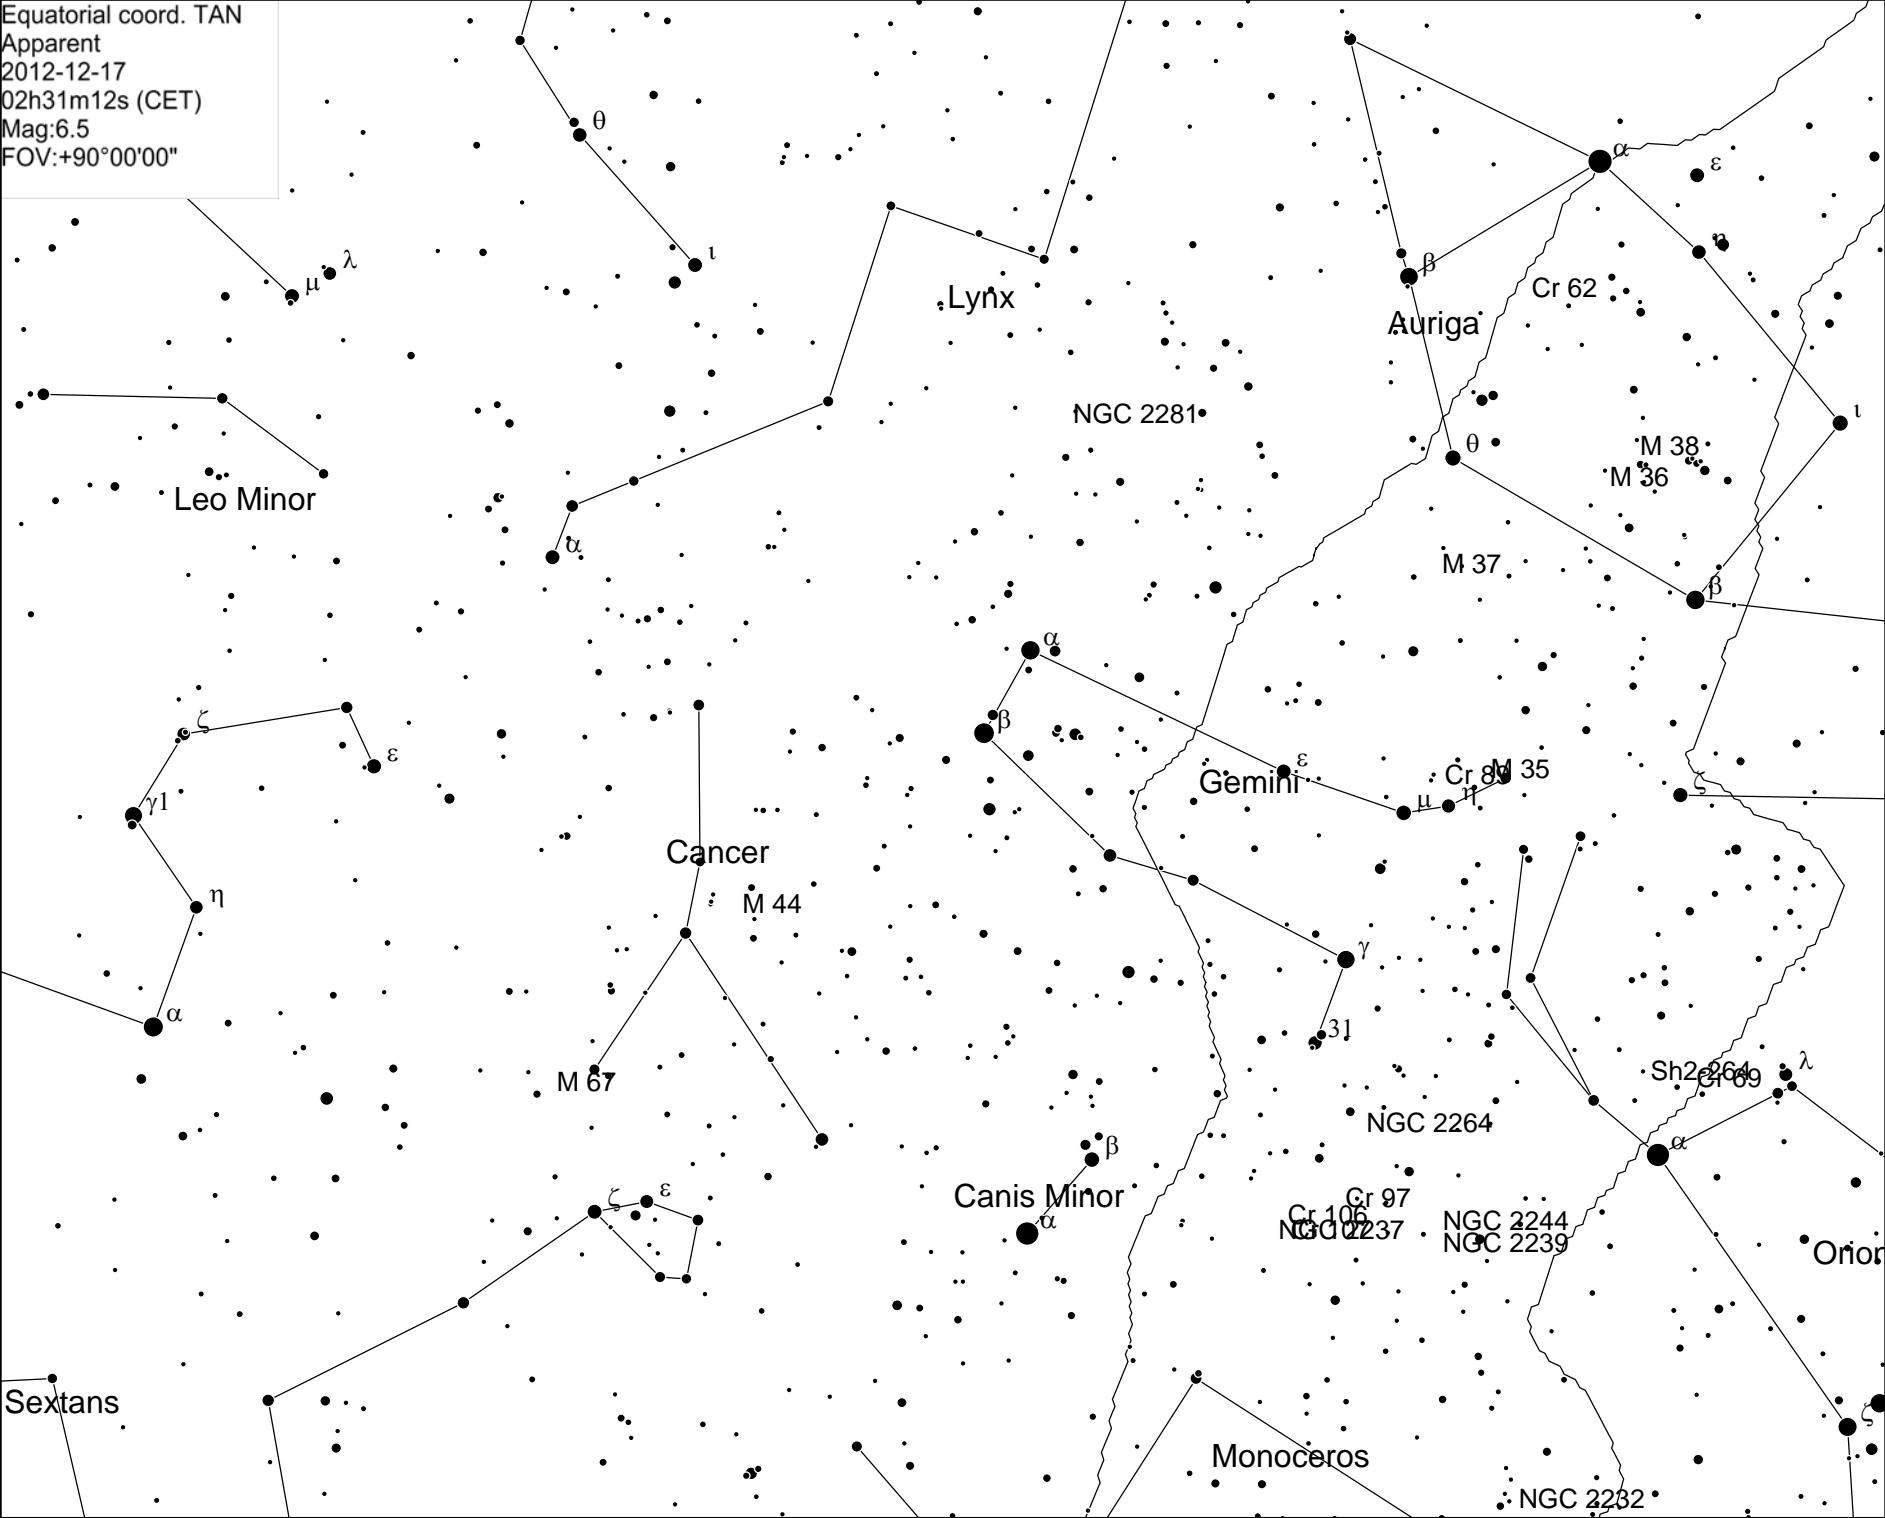 Equatorial coord. TAN
Apparent
2012-12-17
02h31m12s (CET)
Mag:6.5
FOV:+90°00'00"
θ
α
ε
η
λ
μ
ι
β
Cr 62
Lynx
Auriga
NGC 2281
ι
θ
M 38
M 36
Leo Minor
α
M 37
β
α
ζ
β
ε
ε
M 35
Gemini
Cr 89
ζ
γ1
μ
η
Cancer
η
M 44
γ
α
31
λ
Sh2-264
Cr 69
M 67
NGC 2264
β
α
ζ
ε
Canis Minor
α
Cr 97
Cr 106
NGC 2237
Cr 107
NGC 2244
NGC 2239
Orion
Sextans
ζ
Monoceros
NGC 2232